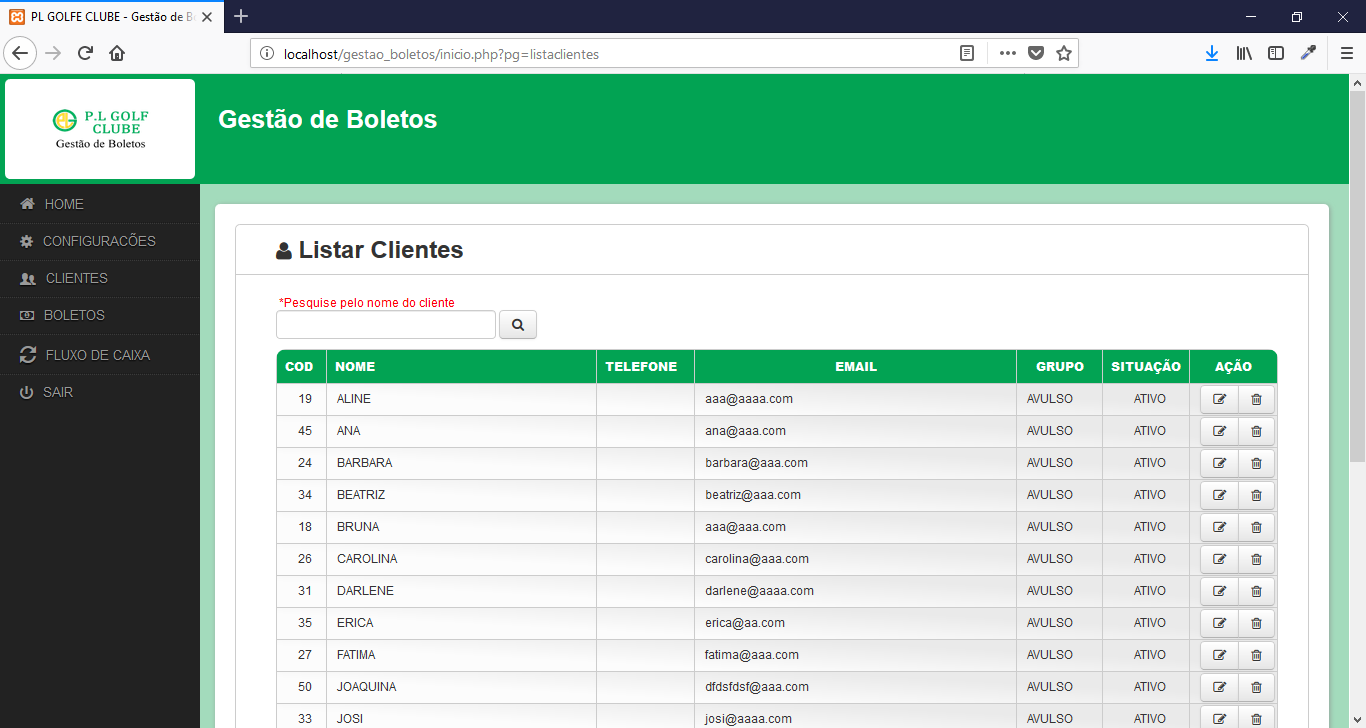 PL GOLFE CLUBE - Gestão de B
localhost/gestao_boletos/inicio.php?pg=listaclientes
P.L GOLF
CLUBE
Gestão de Boletos
Gestão de Boletos
HOME
CONFIGURACÕES
CLIENTES
BOLETOS
FLUXO DE CAIXA
SAIR
Listar Clientes
*Pesquise pelo nome do cliente
COD NOME TELEFONE EMAIL GRUPO SITUAÇÃO AÇÃO
19 ALINE aaa@aaaa.com AVULSO ATIVO
45 ANA ana@aaa.com AVULSO ATIVO
24 BARBARA barbara@aaa.com AVULSO ATIVO
34 BEATRIZ beatriz@aaa.com AVULSO ATIVO
18 BRUNA aaa@aaa.com AVULSO ATIVO
26 CAROLINA carolina@aaa.com AVULSO ATIVO
31 DARLENE darlene@aaaa.com AVULSO ATIVO
35 ERICA erica@aa.com AVULSO ATIVO
27 FATIMA fatima@aaa.com AVULSO ATIVO
50 JOAQUINA dfdsfdsf@aaa.com AVULSO ATIVO
33 JOSI josi@aaaa.com AVULSO ATIVO